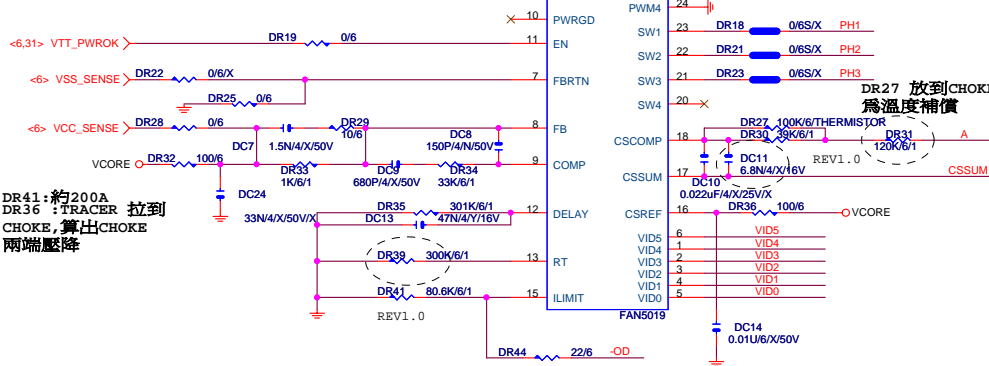 24
PWM4
10 PWRGD
23 SW1 DR18 0/6S/X PH1
<6,31> VTT_PWROK DR19 0/6 11 EN
22 SW2 DR21 0/6S/X PH2
<6> VSS_SENSE DR22 0/6/X 7 FBRTN
21 SW3 DR23 0/6S/X PH3
DR27 放到CHOKE
為溫度補償
DR25 0/6
20 SW4
<6> VCC_SENSE DR28 0/6
DR29
10/6
8 FB
DC7 1.5N/4/X/50V
DC8
150P/4/N/50V
DR27 100K/6/THERMISTOR
DR30 39K/6/1
18 CSCOMP
DR31
120K/6/1
A
REV1.0
VCORE DR32 100/6
DR33
1K/6/1
DC9
680P/4/X/50V
DR34
33K/6/1
9 COMP
DC11
6.8N/4/X/16V
17 CSSUM
CSSUM
DC10
0.022uF/4/X/25V/X
DR41:約200A
DR36 :TRACER 拉到
CHOKE,算出CHOKE
兩端壓降
DC24
33N/4/X/50V/X
DR35 301K/6/1
DC13 47N/4/Y/16V
12 DELAY
16 CSREF
DR36 100/6 VCORE
6 VID5 VID5
1 VID4 VID4
2 VID3 VID3
3 VID2 VID2
4 VID1 VID1
5 VID0 VID0
DR39 300K/6/1 13 RT
DR41 80.6K/6/1 15 ILIMIT
REV1.0
FAN5019
DC14
0.01U/6/X/50V
DR44 22/6 -OD